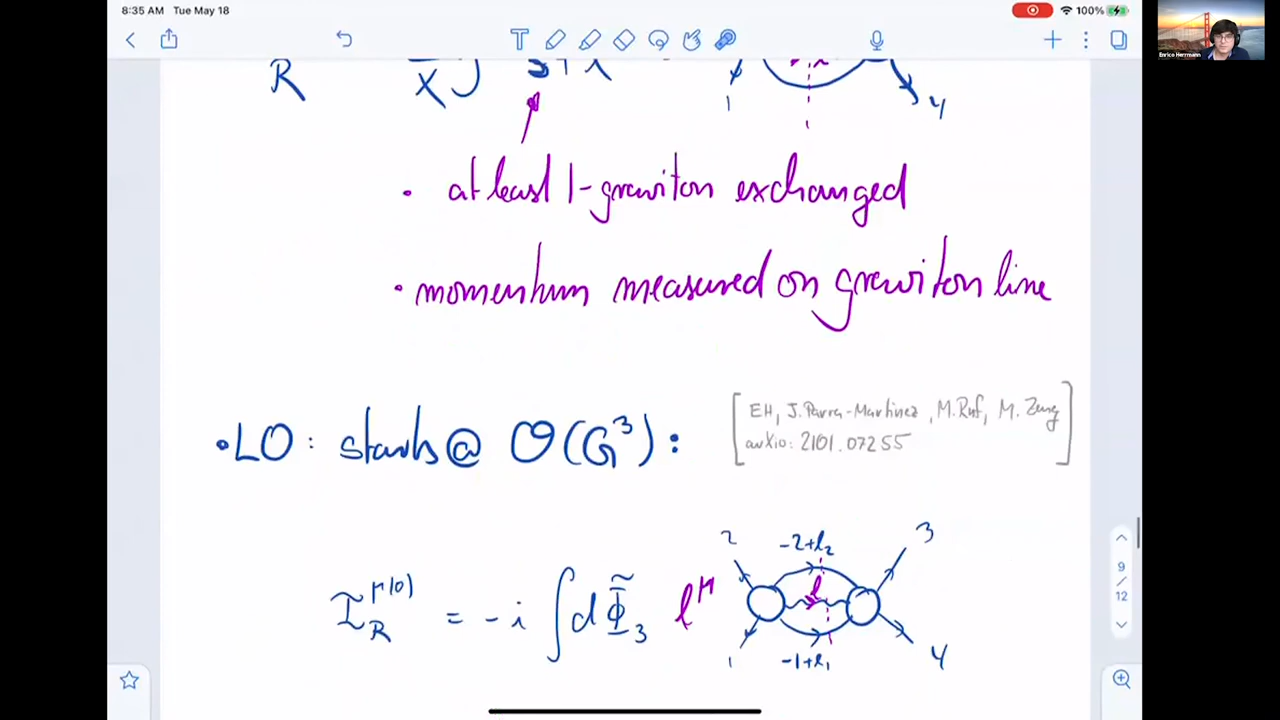 8:35 AM Tue May 18
100%
Enrico Herrmann
R
X
1
4
• at least 1-graviton exchanged
• momentum measured on graviton line
• LO: starts @ O(G³):
[EH, J. Parra-Martinez, M. Ruf, M. Zeng
arXiv: 2101.07255]
I_R^{μ(0)} = -i ∫ dΦ̃₃ ℓ^μ
2
-2+ℓ₂
3
ℓ
1
-1+ℓ₁
4
9
/
12